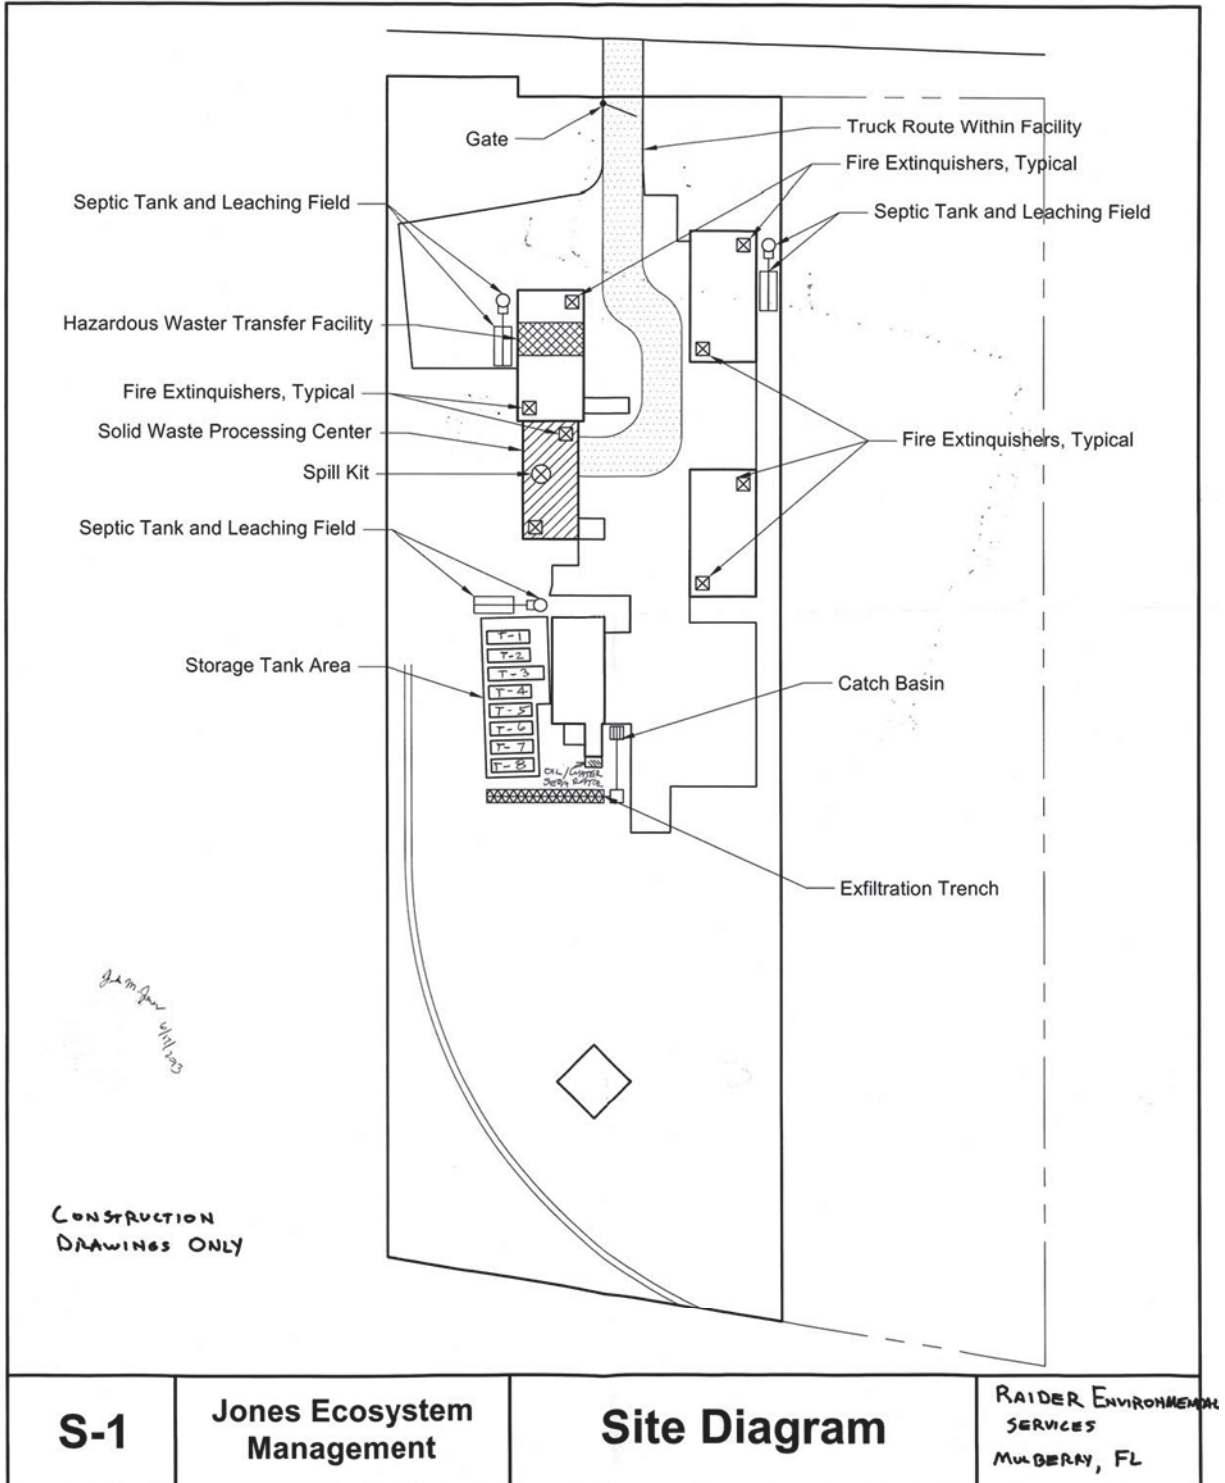 Gate
Truck Route Within Facility
Fire Extinquishers, Typical
Septic Tank and Leaching Field
Septic Tank and Leaching Field
Hazardous Waster Transfer Facility
Fire Extinquishers, Typical
Solid Waste Processing Center
Fire Extinquishers, Typical
Spill Kit
Septic Tank and Leaching Field
T-1
T-2
T-3
T-4
T-5
T-6
T-7
T-8
Storage Tank Area
Catch Basin
OIL/WATER
Exfiltration Trench
CONSTRUCTION
DRAWINGS ONLY
S-1
Jones Ecosystem
Management
Site Diagram
RAIDER ENVIRONMENTAL
SERVICES
MULBERRY, FL